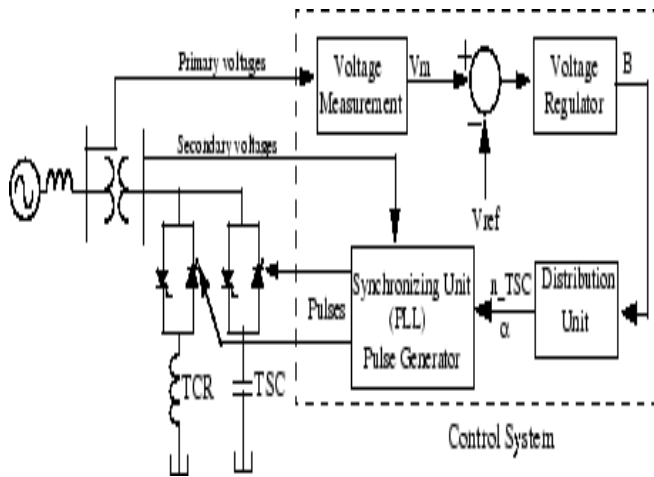 Primary voltages
Voltage
Measurement
Vm
+
−
Voltage
Regulator
B
Secondary voltages
Vref
Synchronizing Unit
(PLL)
Pulse Generator
n_TSC
α
Distribution
Unit
Pulses
TCR
TSC
Control System